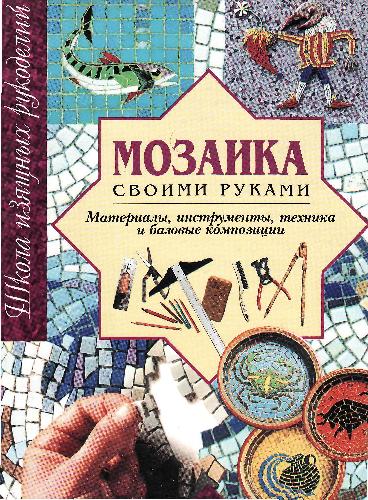 Школа изящных рукоделий
МОЗАИКА
СВОИМИ РУКАМИ
Материалы, инструменты, техника
и базовые композиции